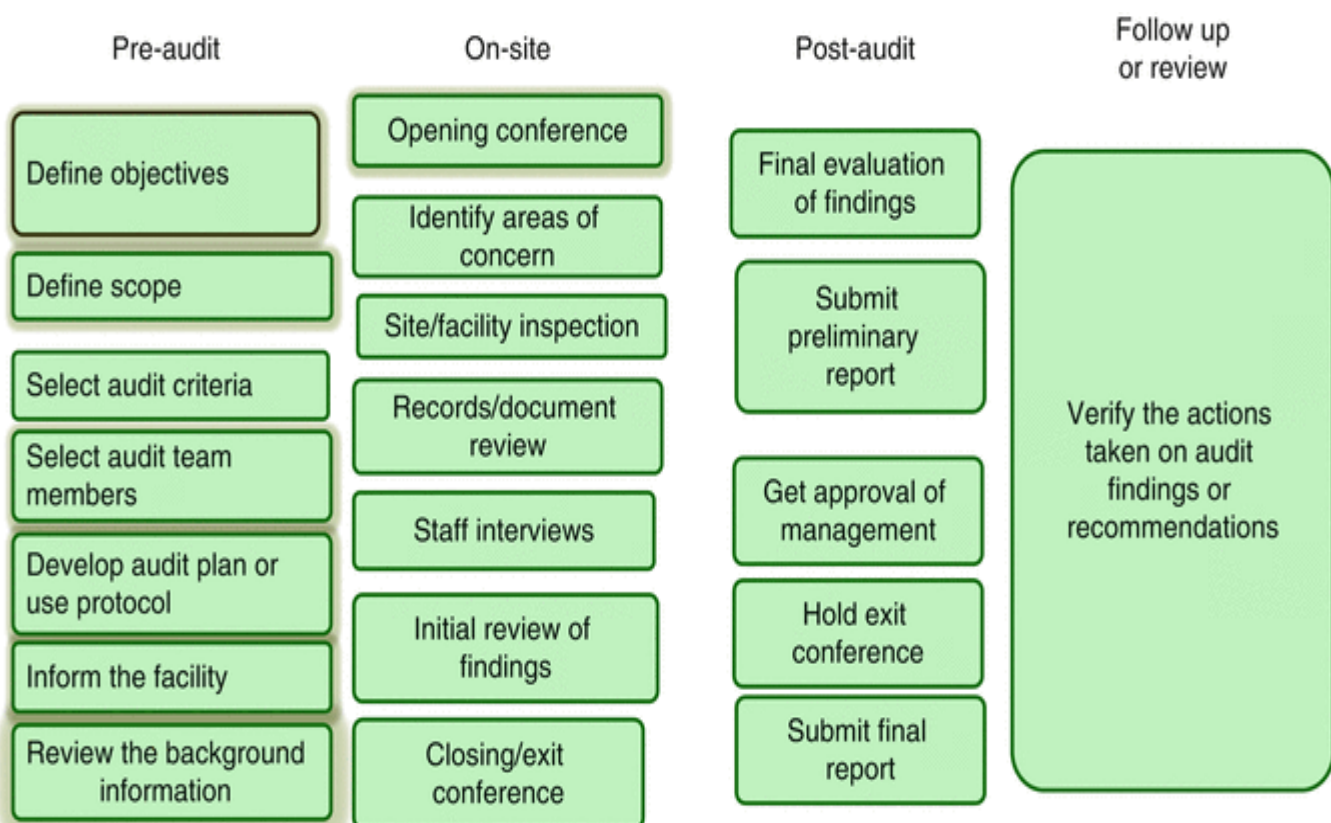 Pre-audit
Define objectives
Define scope
Select audit criteria
Select audit team
members
Develop audit plan or
use protocol
Inform the facility
Review the background
information
On-site
Opening conference
Identify areas of
concern
Site/facility inspection
Records/document
review
Staff interviews
Initial review of
findings
Closing/exit
conference
Post-audit
Final evaluation
of findings
Submit
preliminary
report
Get approval of
management
Hold exit
conference
Submit final
report
Follow up
or review
Verify the actions
taken on audit
findings or
recommendations